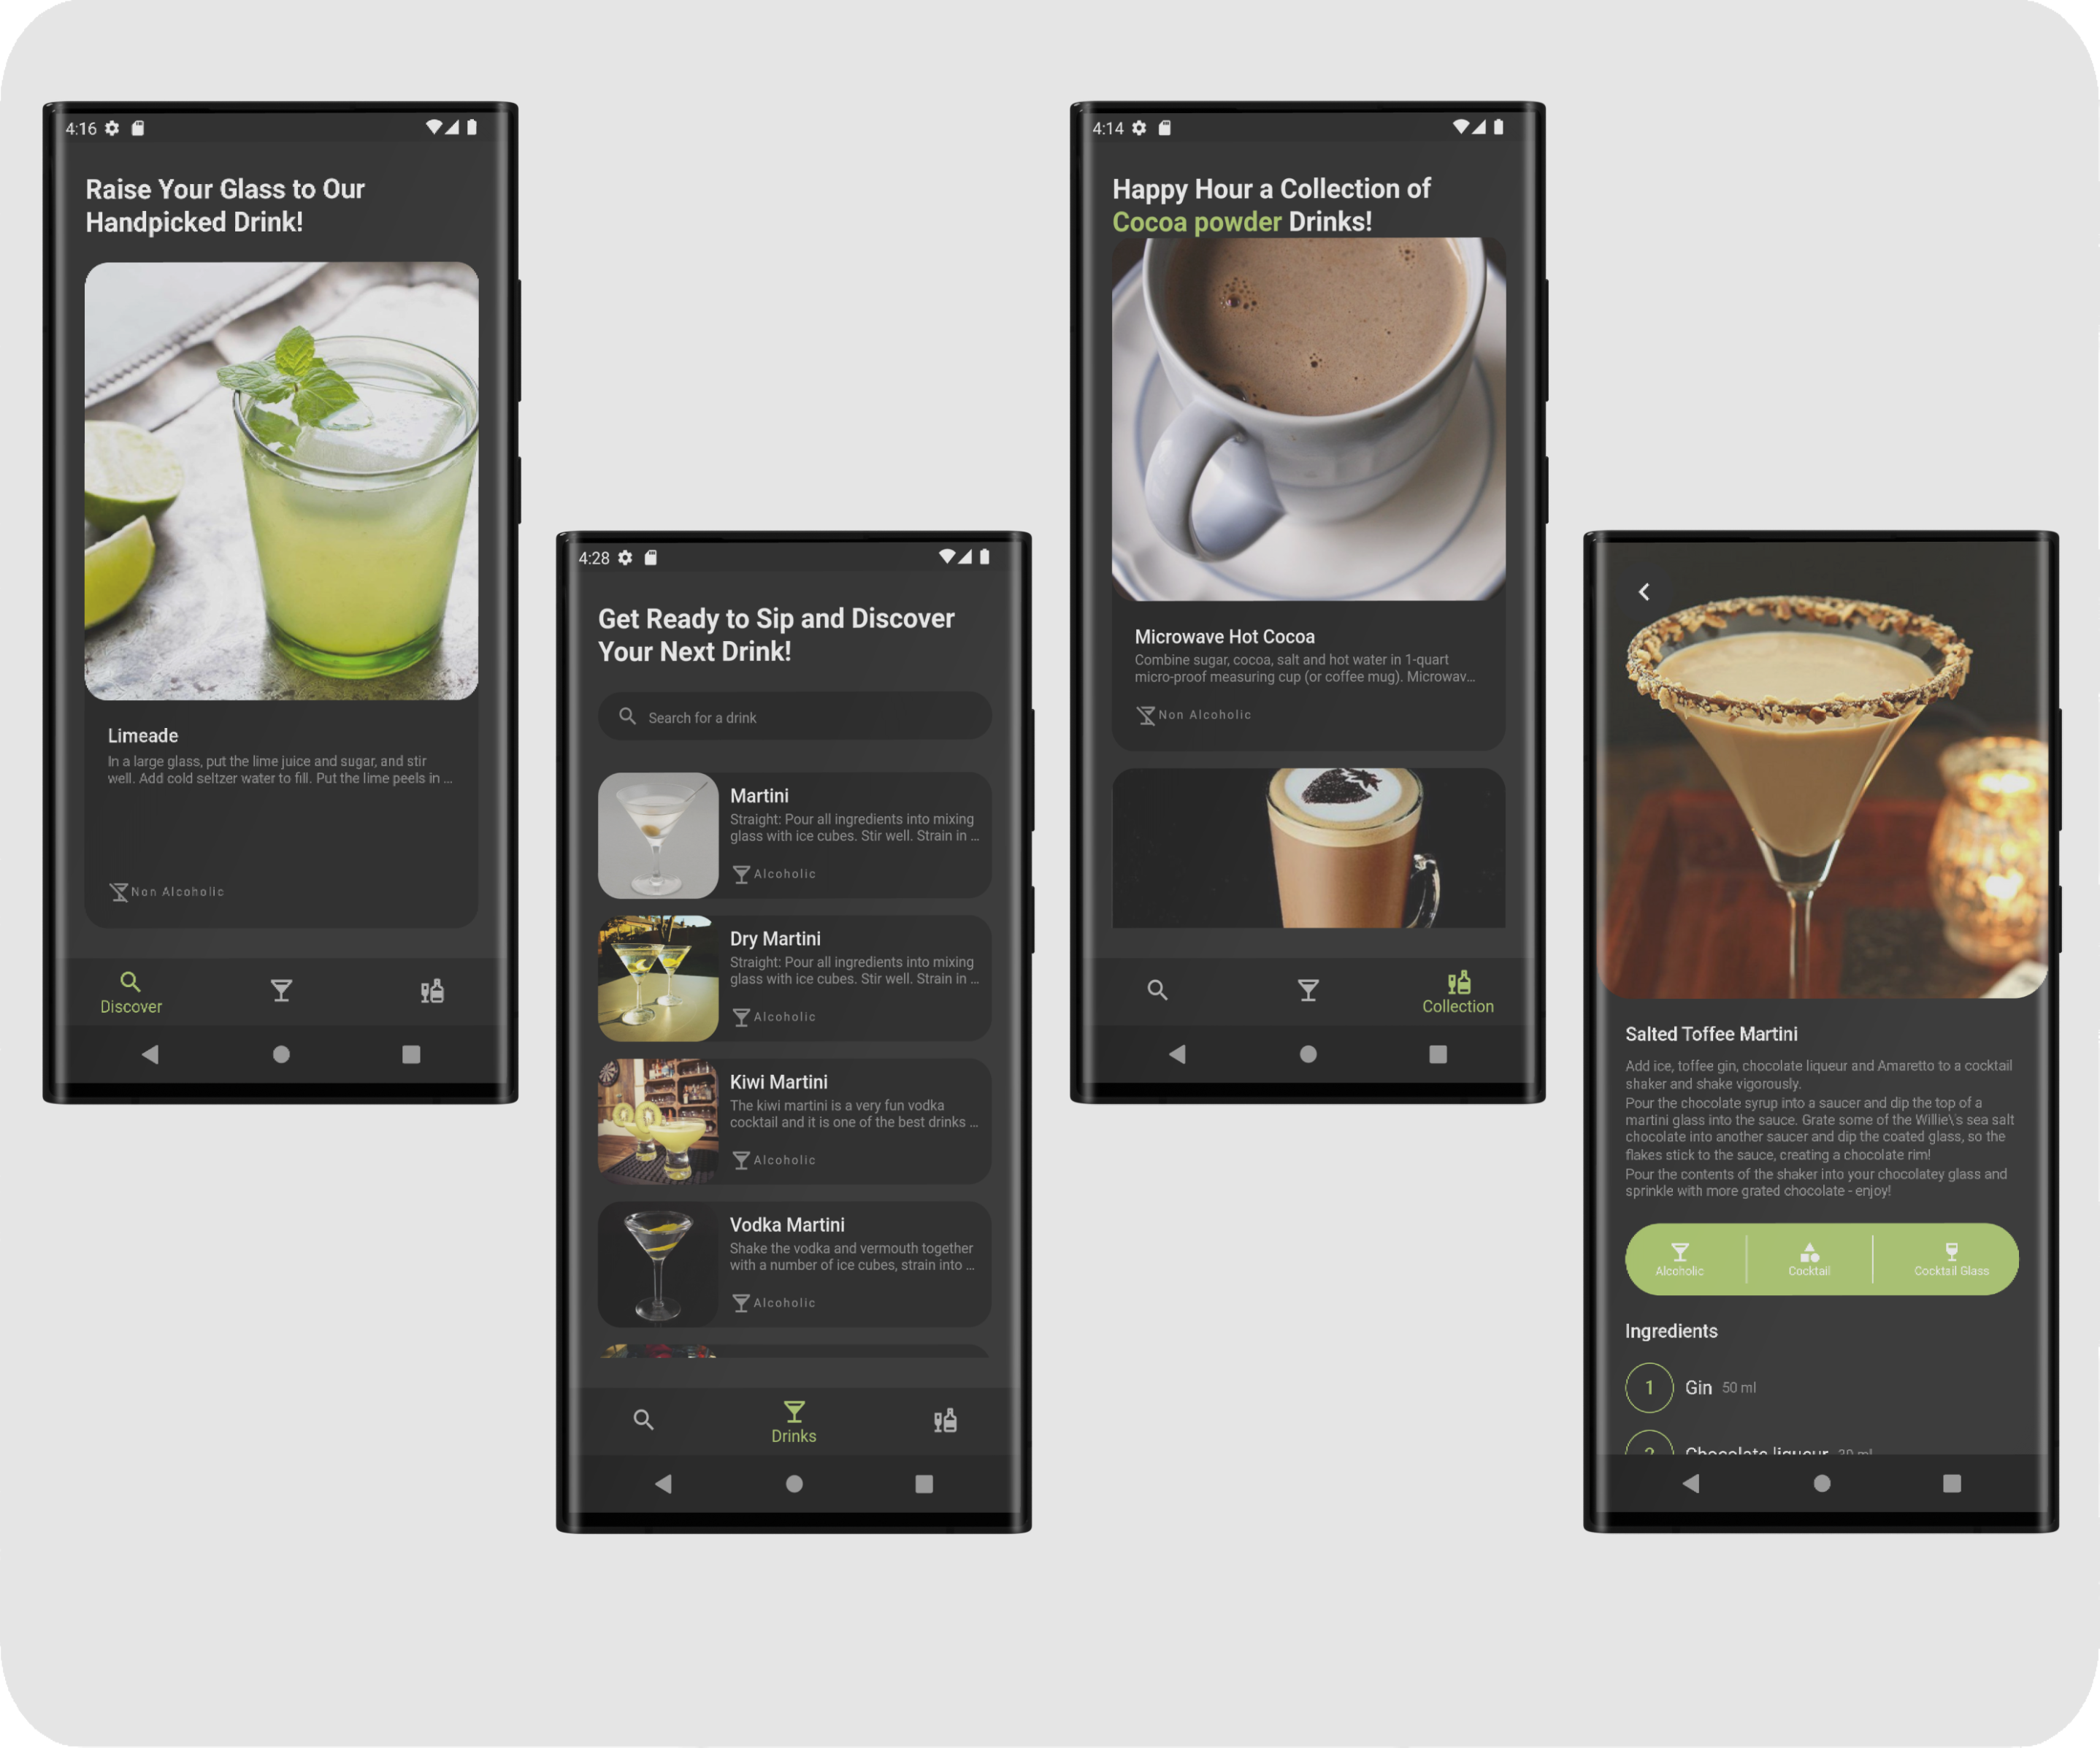 4:16
Raise Your Glass to Our
Handpicked Drink!
Limeade
In a large glass, put the lime juice and sugar, and stir
well. Add cold seltzer water to fill. Put the lime peels in ...
Non Alcoholic
Discover
4:28
Get Ready to Sip and Discover
Your Next Drink!
Search for a drink
Martini
Straight: Pour all ingredients into mixing
glass with ice cubes. Stir well. Strain in ...
Alcoholic
Dry Martini
Straight: Pour all ingredients into mixing
glass with ice cubes. Stir well. Strain in ...
Alcoholic
Kiwi Martini
The kiwi martini is a very fun vodka
cocktail and it is one of the best drinks ...
Alcoholic
Vodka Martini
Shake the vodka and vermouth together
with a number of ice cubes, strain into ...
Alcoholic
Drinks
4:14
Happy Hour a Collection of
Cocoa powder Drinks!
Microwave Hot Cocoa
Combine sugar, cocoa, salt and hot water in 1-quart
micro-proof measuring cup (or coffee mug). Microwav...
Non Alcoholic
Collection
Salted Toffee Martini
Add ice, toffee gin, chocolate liqueur and Amaretto to a cocktail
shaker and shake vigorously.
Pour the chocolate syrup into a saucer and dip the top of a
martini glass into the sauce. Grate some of the Willie\'s sea salt
chocolate into another saucer and dip the coated glass, so the
flakes stick to the sauce, creating a chocolate rim!
Pour the contents of the shaker into your chocolatey glass and
sprinkle with more grated chocolate - enjoy!
Alcoholic
Cocktail
Cocktail Glass
Ingredients
1 Gin 50 ml
2 Chocolate liqueur 30 ml